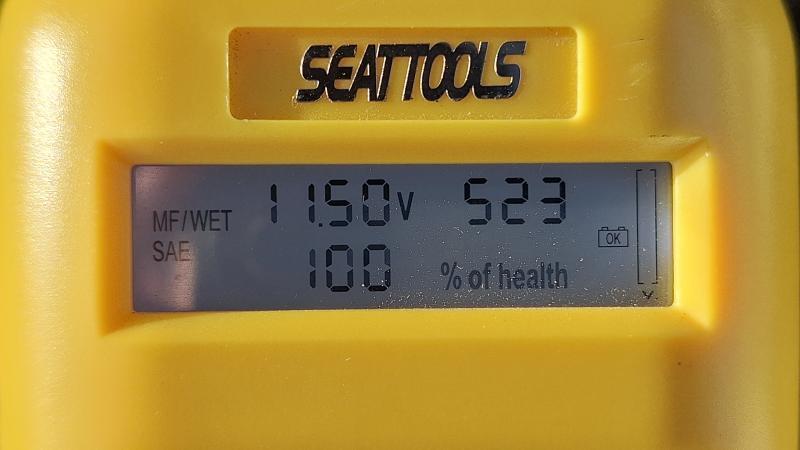 SEATTOOLS
MF/WET 11.50V 523
SAE 100 % of health
OK